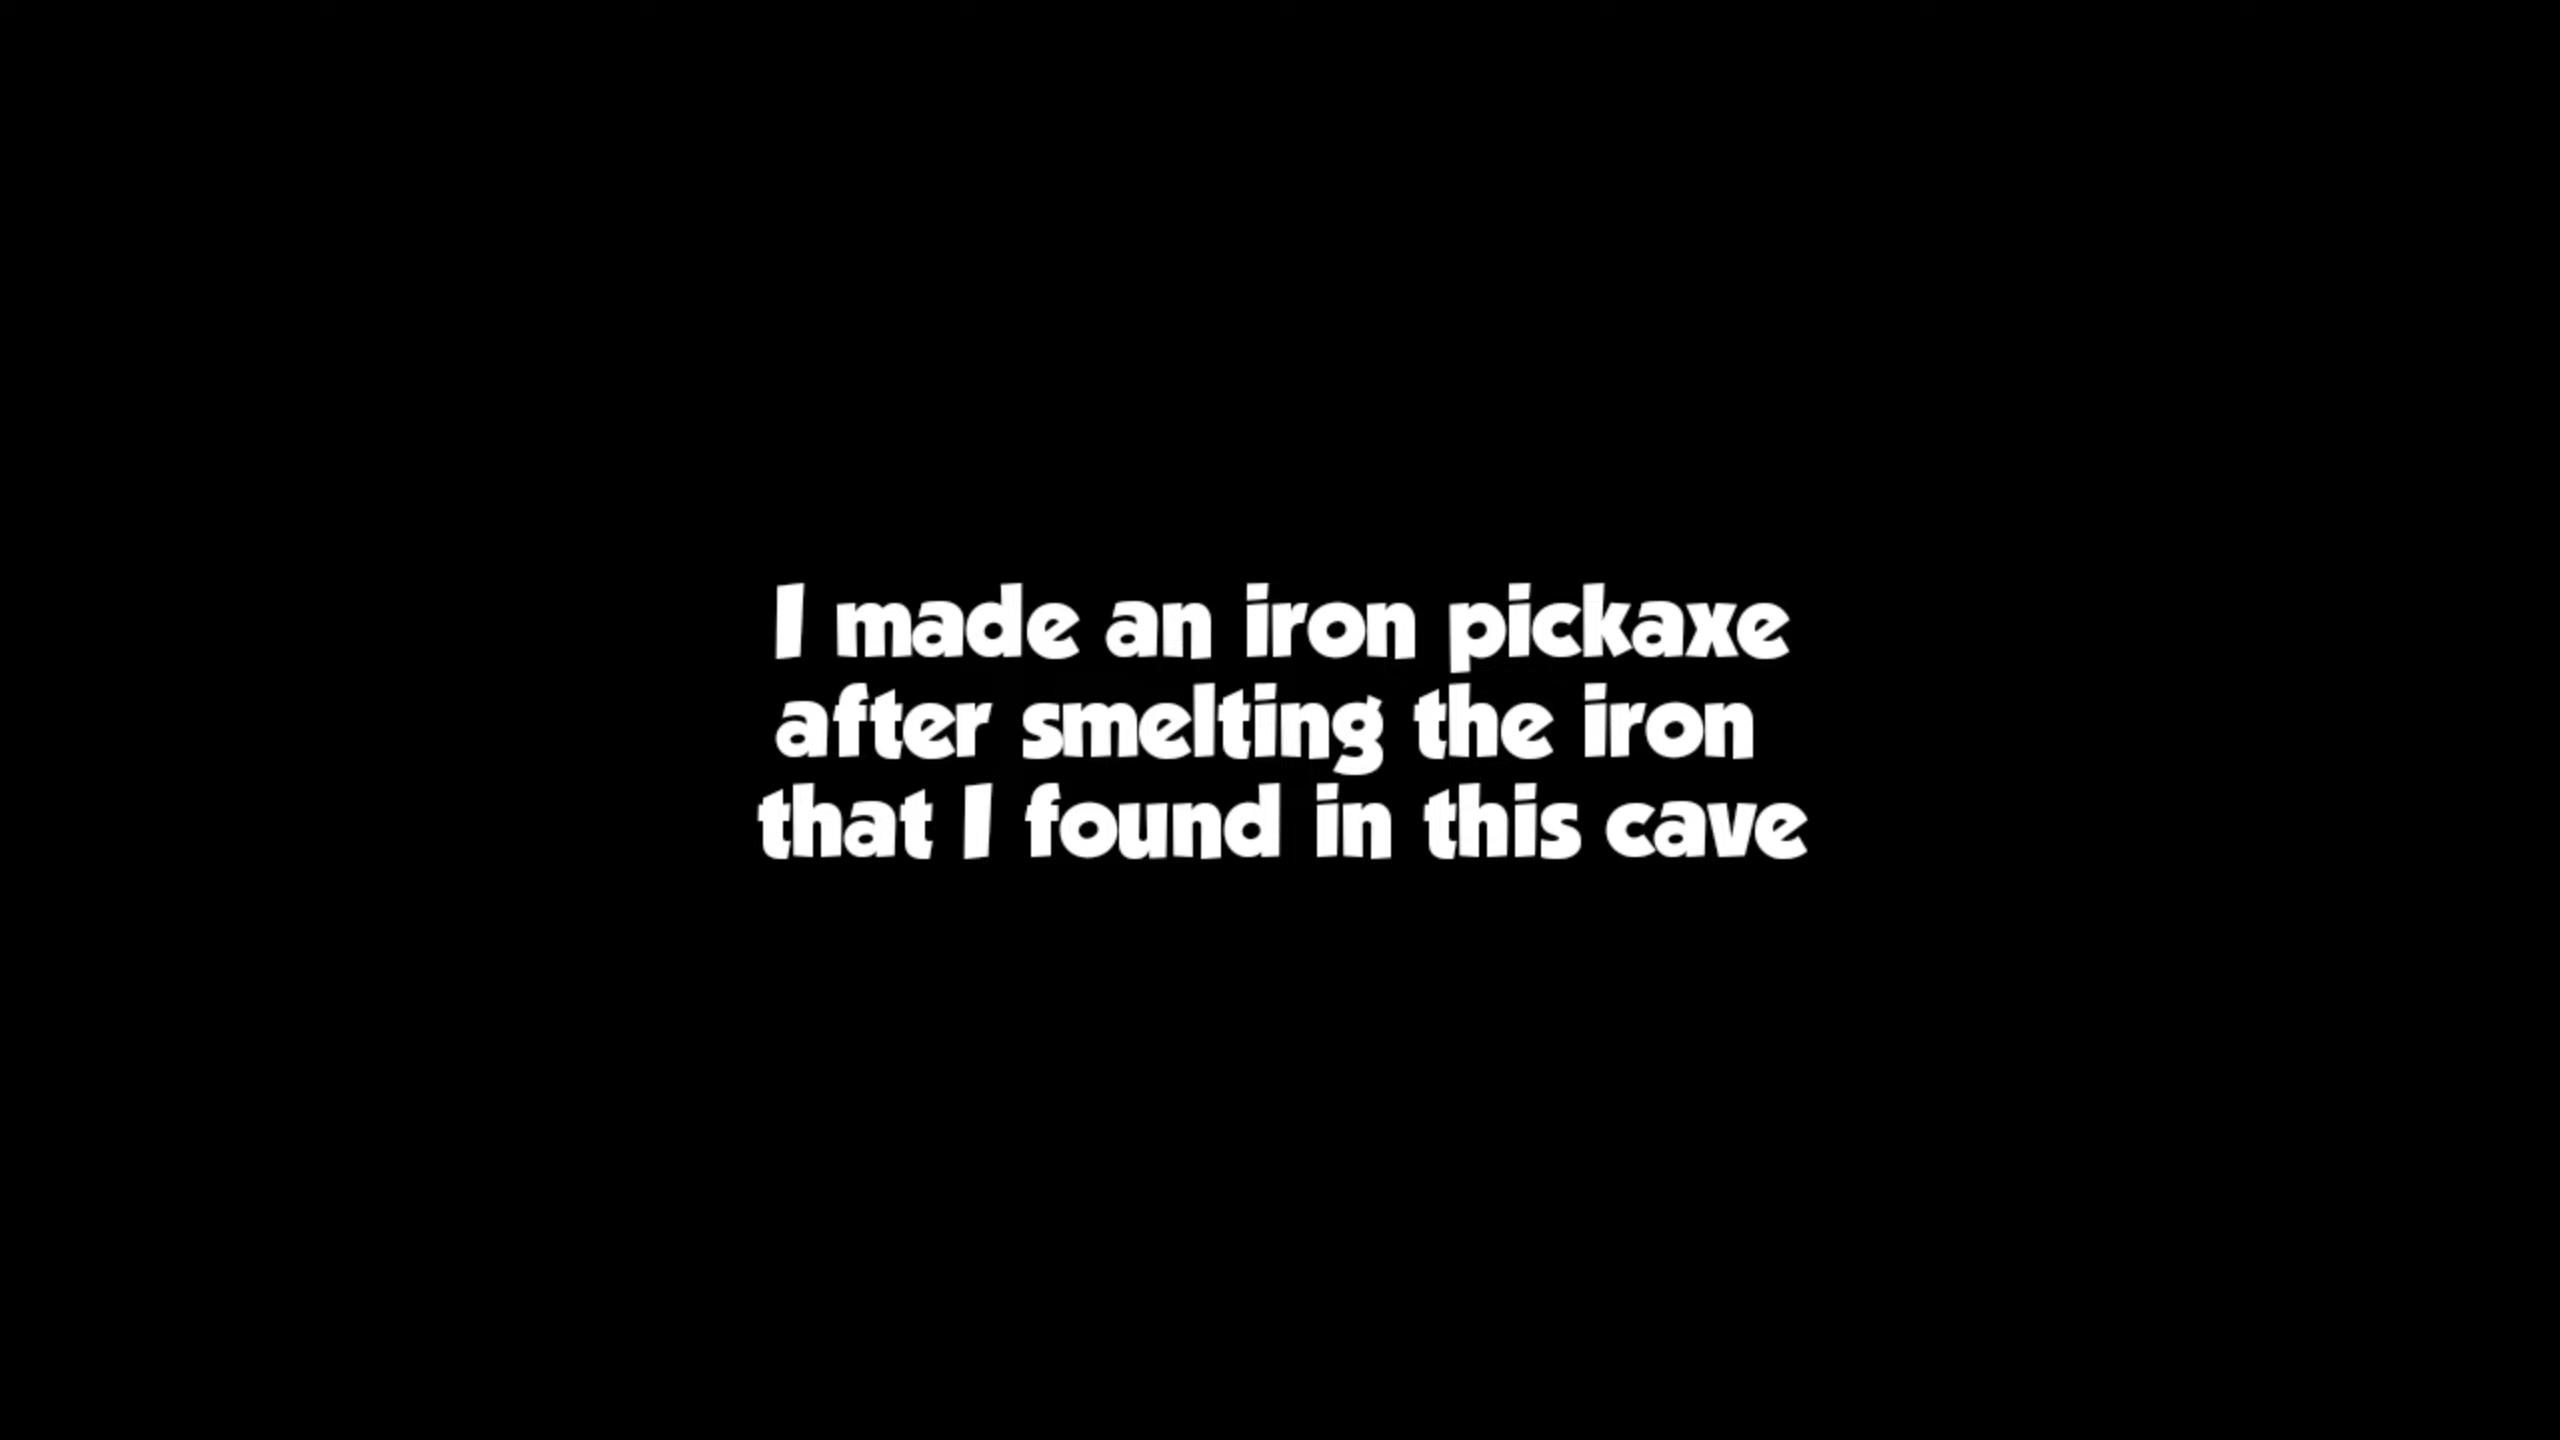 I made an iron pickaxe
after smelting the iron
that I found in this cave